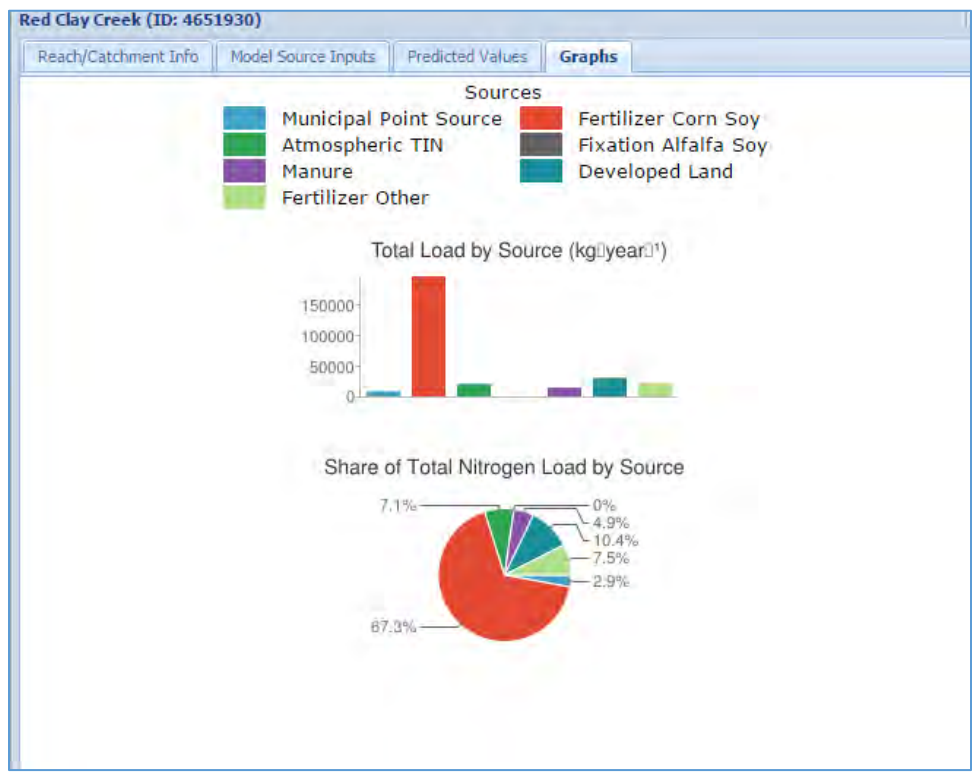 Red Clay Creek (ID: 4651930)
Reach/Catchment Info Model Source Inputs Predicted Values Graphs
Sources
Municipal Point Source Fertilizer Corn Soy
Atmospheric TIN Fixation Alfalfa Soy
Manure Developed Land
Fertilizer Other
Total Load by Source (kg▯year▯¹)
150000
100000
50000
0
Share of Total Nitrogen Load by Source
7.1% 0%
4.9%
10.4%
7.5%
2.9%
67.3%